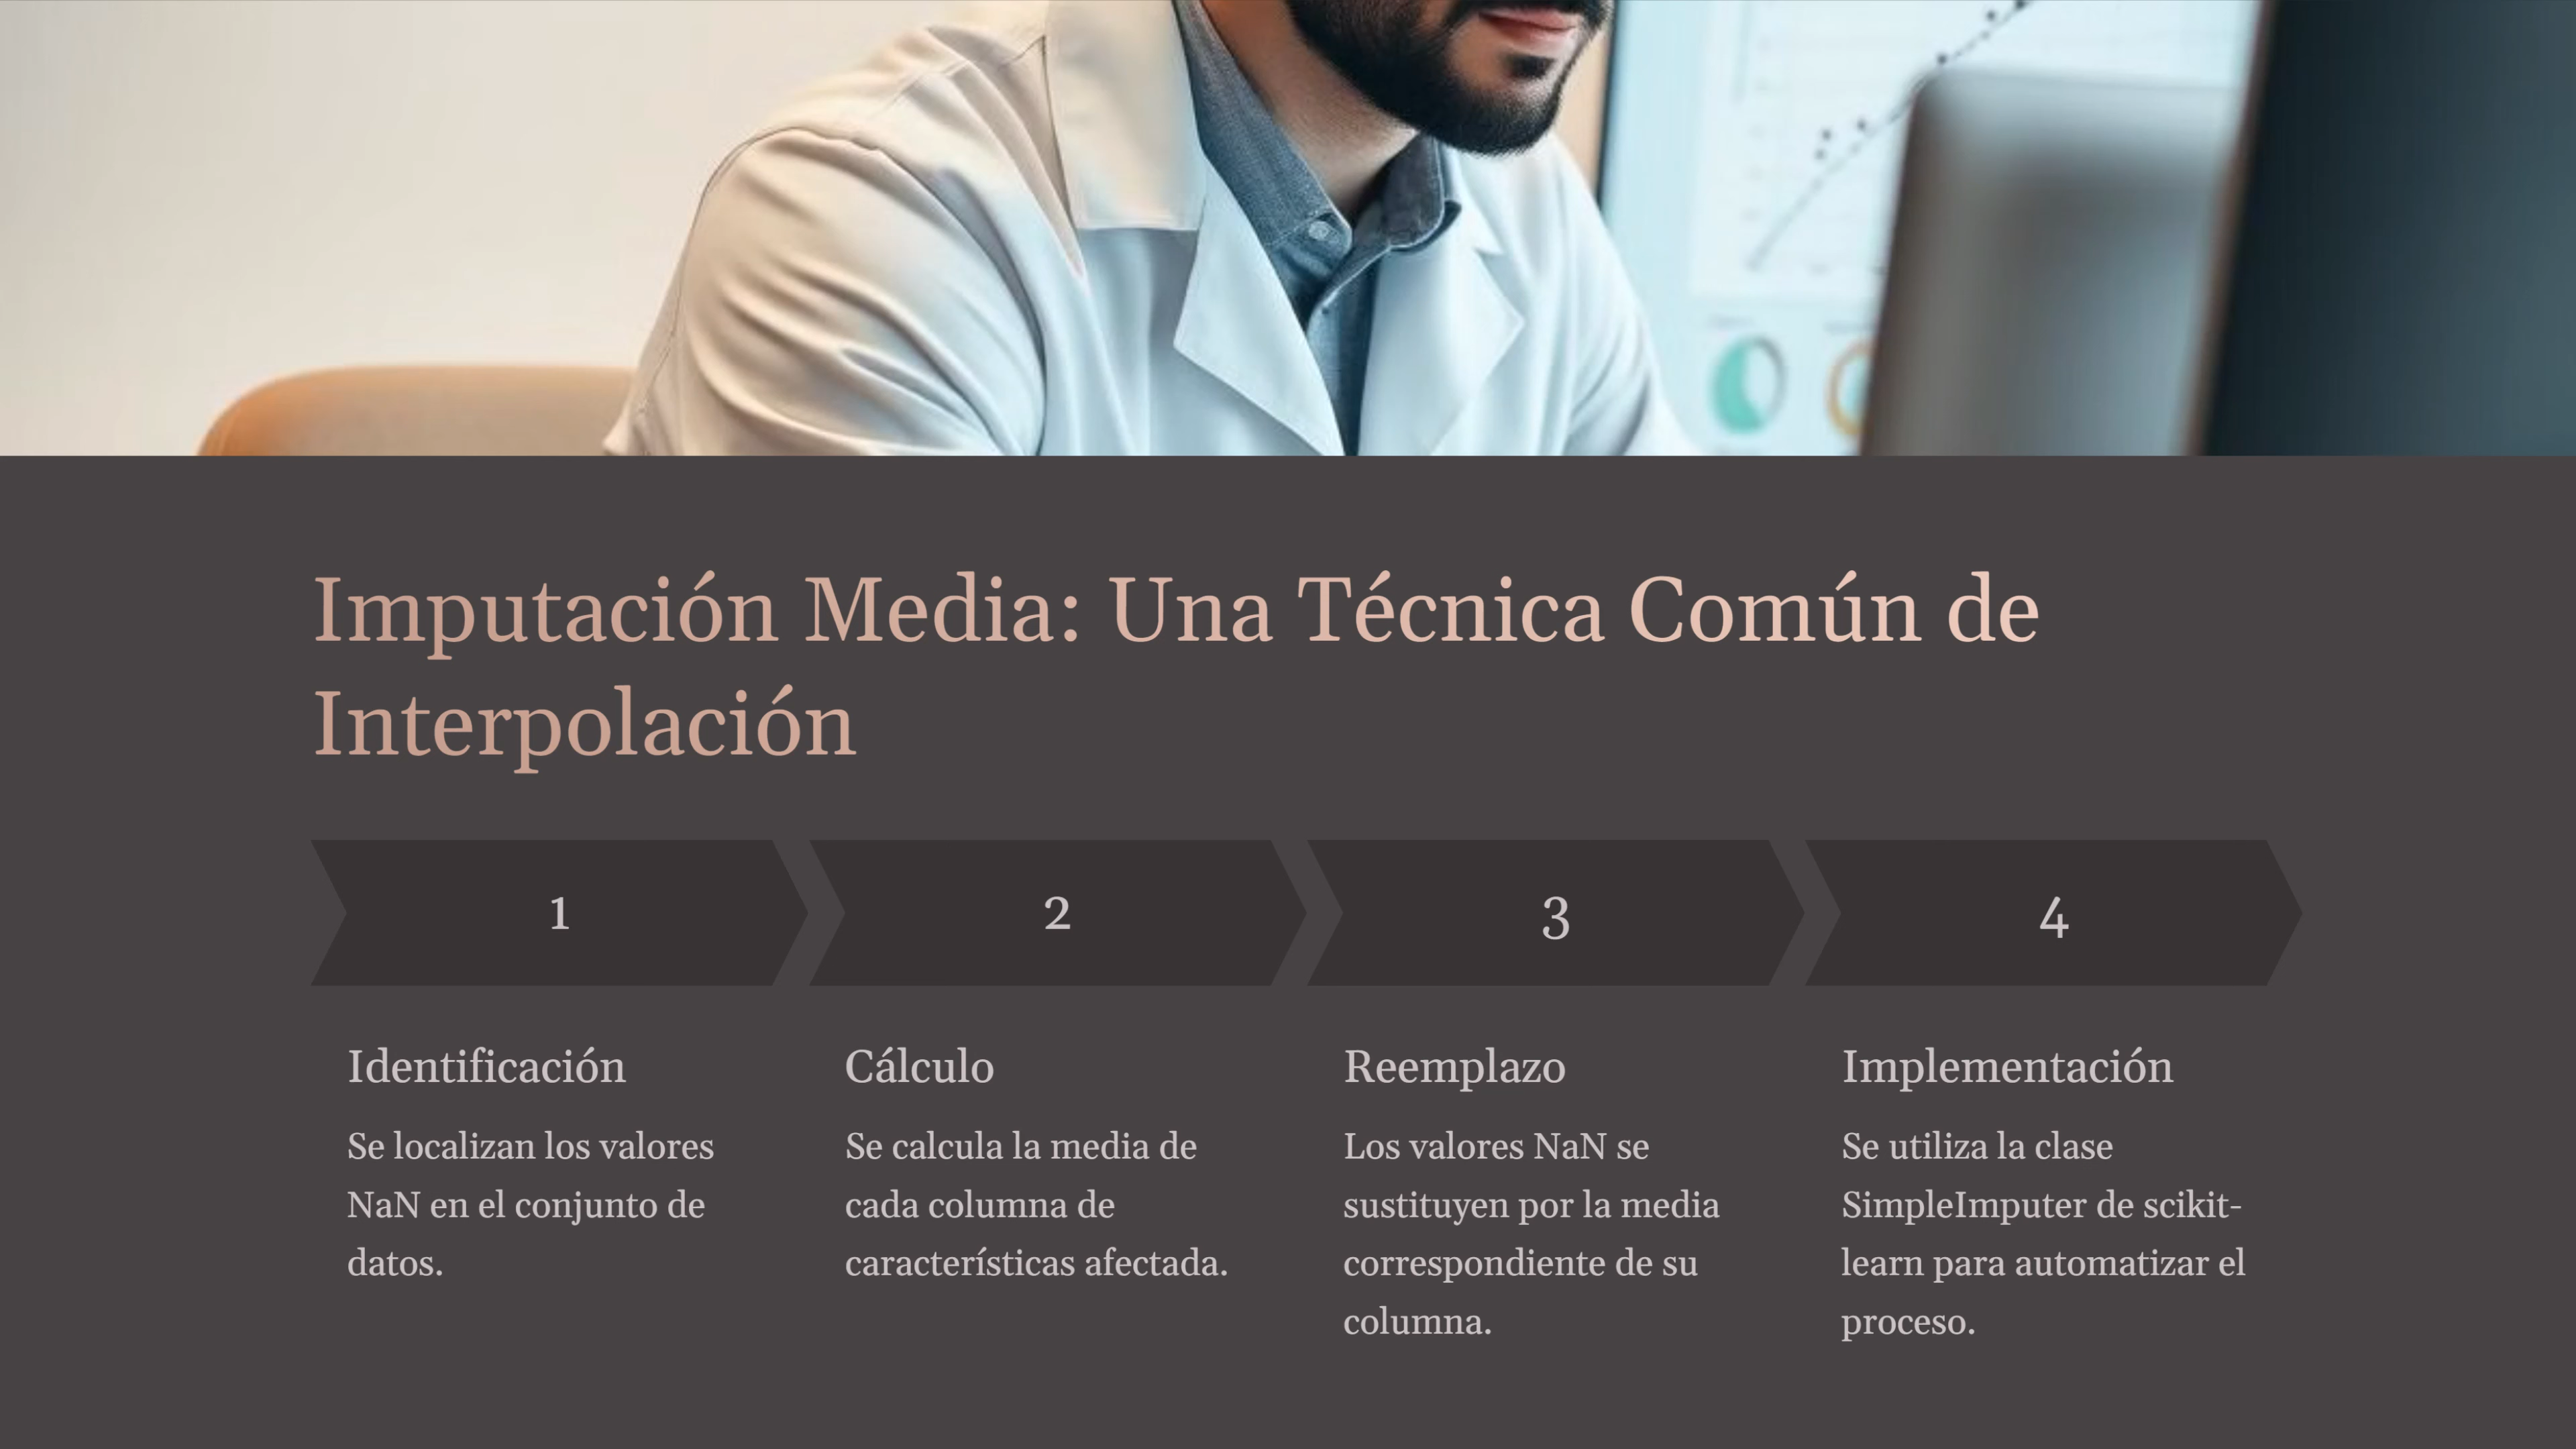 Imputación Media: Una Técnica Común de
Interpolación
1
2
3
4
Identificación
Se localizan los valores
NaN en el conjunto de
datos.
Cálculo
Se calcula la media de
cada columna de
características afectada.
Reemplazo
Los valores NaN se
sustituyen por la media
correspondiente de su
columna.
Implementación
Se utiliza la clase
SimpleImputer de scikit-
learn para automatizar el
proceso.